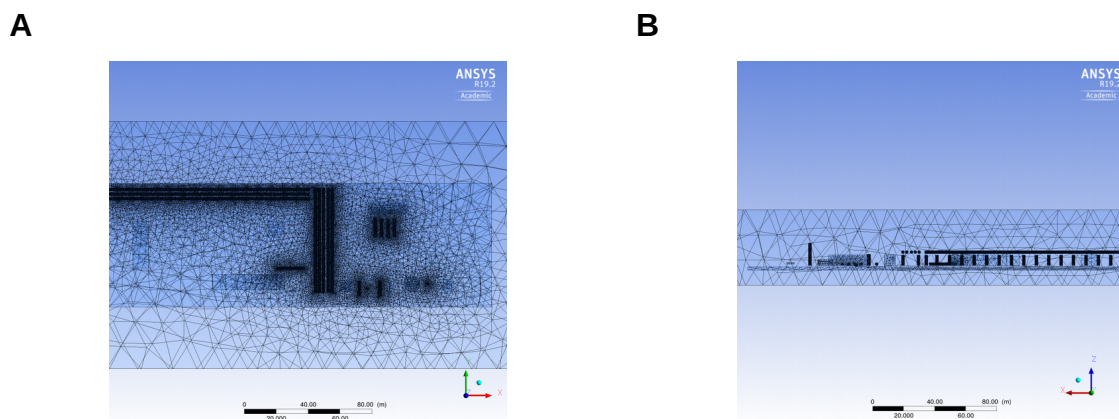 A
B
ANSYS
R19.2
Academic
Y
X
0
40.00
80.00 (m)
20.000
60.00
ANSYS
R19.2
Academic
Z
X
Y
0
40.00
80.00 (m)
20.000
60.00